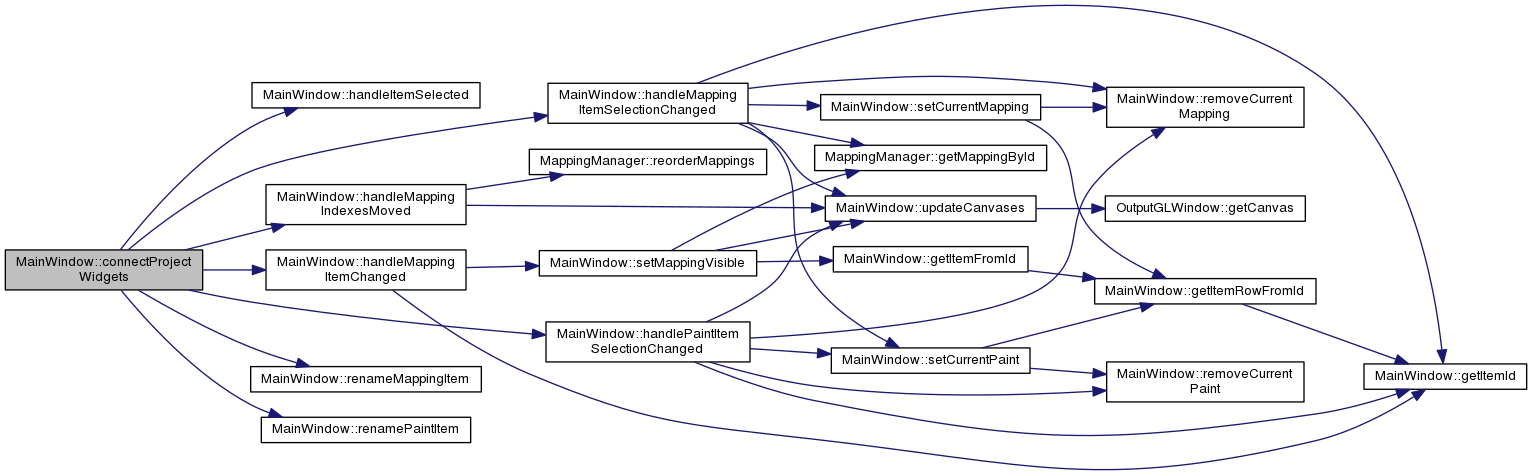 MainWindow::connectProject
Widgets
MainWindow::handleItemSelected
MainWindow::handleMapping
IndexesMoved
MainWindow::handleMapping
ItemChanged
MainWindow::renameMappingItem
MainWindow::renamePaintItem
MainWindow::handleMapping
ItemSelectionChanged
MappingManager::reorderMappings
MainWindow::setMappingVisible
MainWindow::handlePaintItem
SelectionChanged
MainWindow::setCurrentMapping
MappingManager::getMappingById
MainWindow::updateCanvases
MainWindow::getItemFromId
MainWindow::setCurrentPaint
MainWindow::removeCurrent
Mapping
OutputGLWindow::getCanvas
MainWindow::getItemRowFromId
MainWindow::removeCurrent
Paint
MainWindow::getItemId